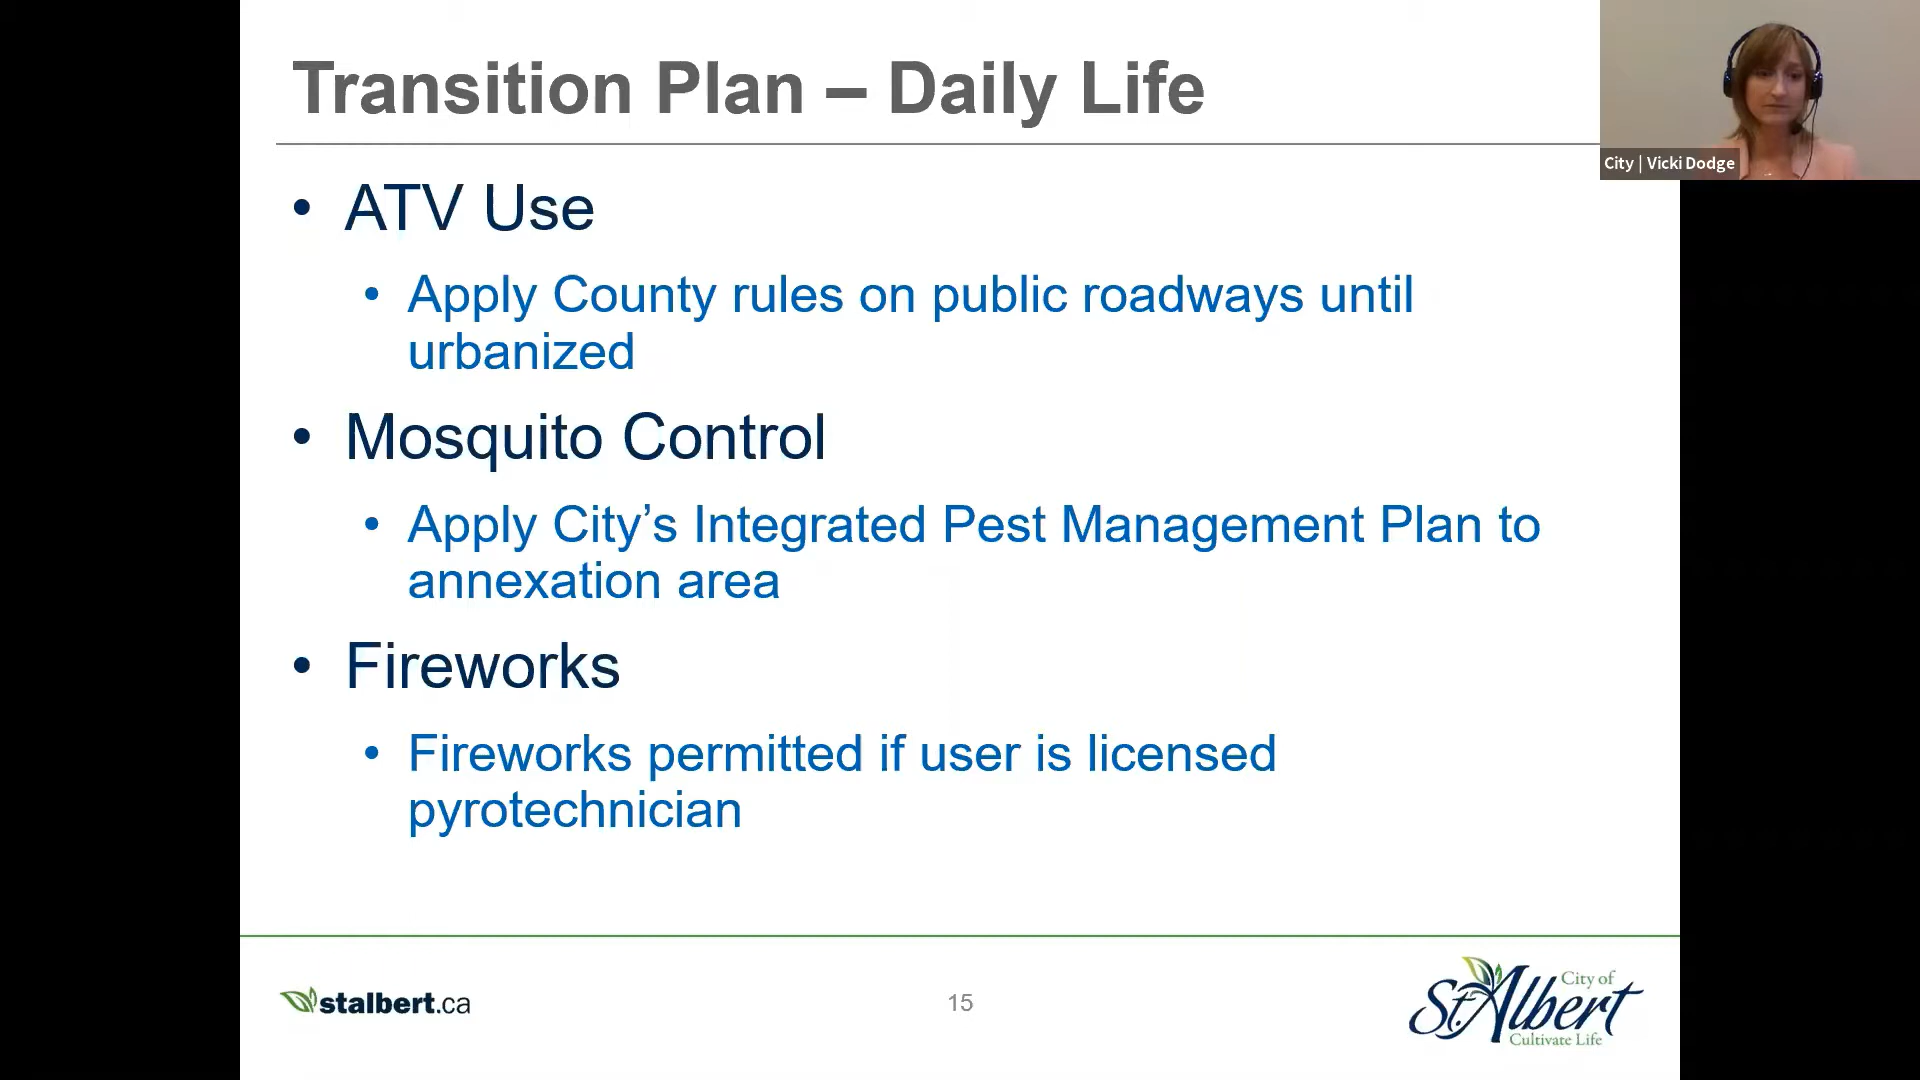 Transition Plan – Daily Life
City | Vicki Dodge
• ATV Use
• Apply County rules on public roadways until
urbanized
• Mosquito Control
• Apply City’s Integrated Pest Management Plan to
annexation area
• Fireworks
• Fireworks permitted if user is licensed
pyrotechnician
stalbert.ca
15
City of
St. Albert
Cultivate Life